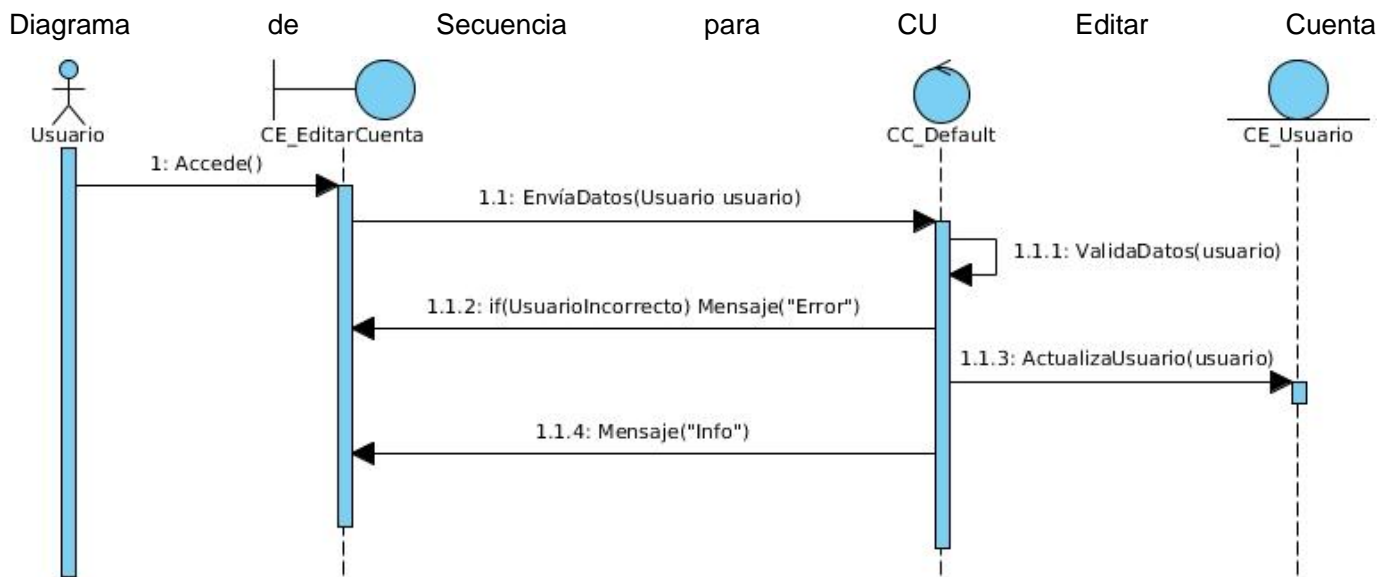 Diagrama de Secuencia para CU Editar Cuenta
Usuario
CE_EditarCuenta
CC_Default
CE_Usuario
1: Accede()
1.1: EnvíaDatos(Usuario usuario)
1.1.1: ValidaDatos(usuario)
1.1.2: if(UsuarioIncorrecto) Mensaje("Error")
1.1.3: ActualizaUsuario(usuario)
1.1.4: Mensaje("Info")